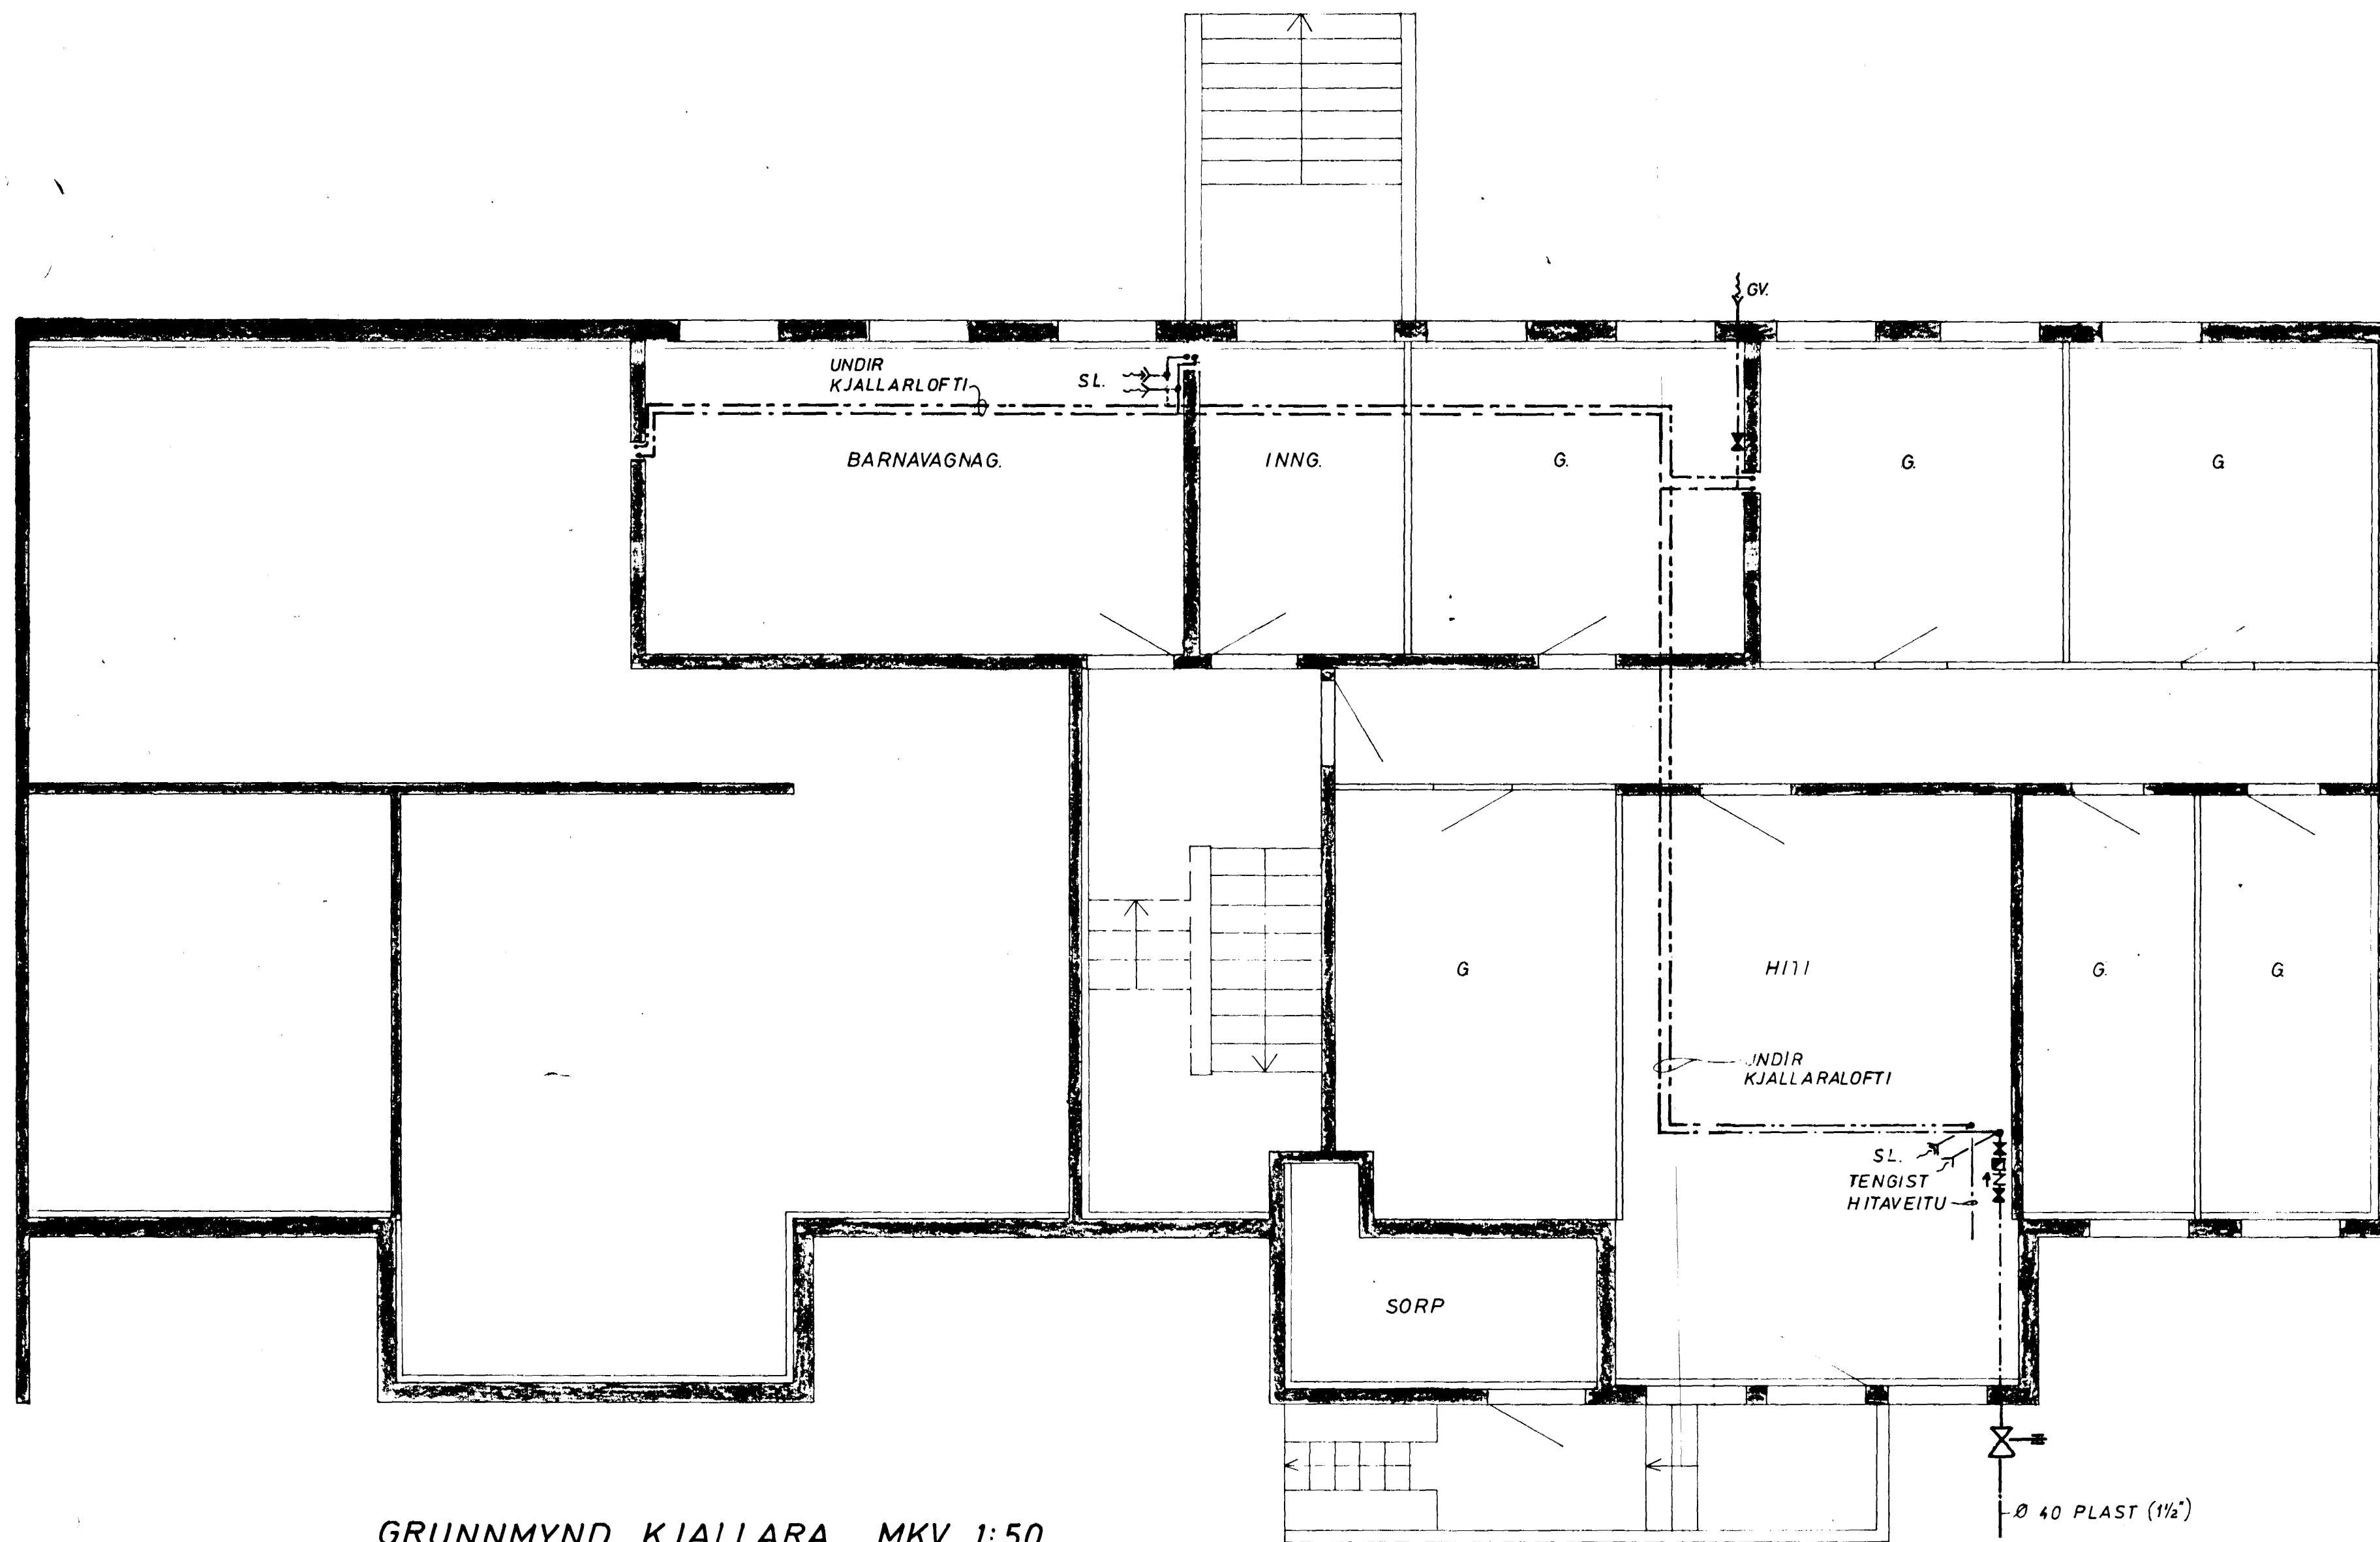 GV.
UNDIR
KJALLARLOFTI
SL.
BARNAVAGNAG.
INNG.
G.
G.
G
G
HITI
G.
G
UNDIR
KJALLARALOFTI
SL.
TENGIST
HITAVEITU
SORP
Ø 40 PLAST (1½")
GRUNNMYND KJALLARA MKV 1:50